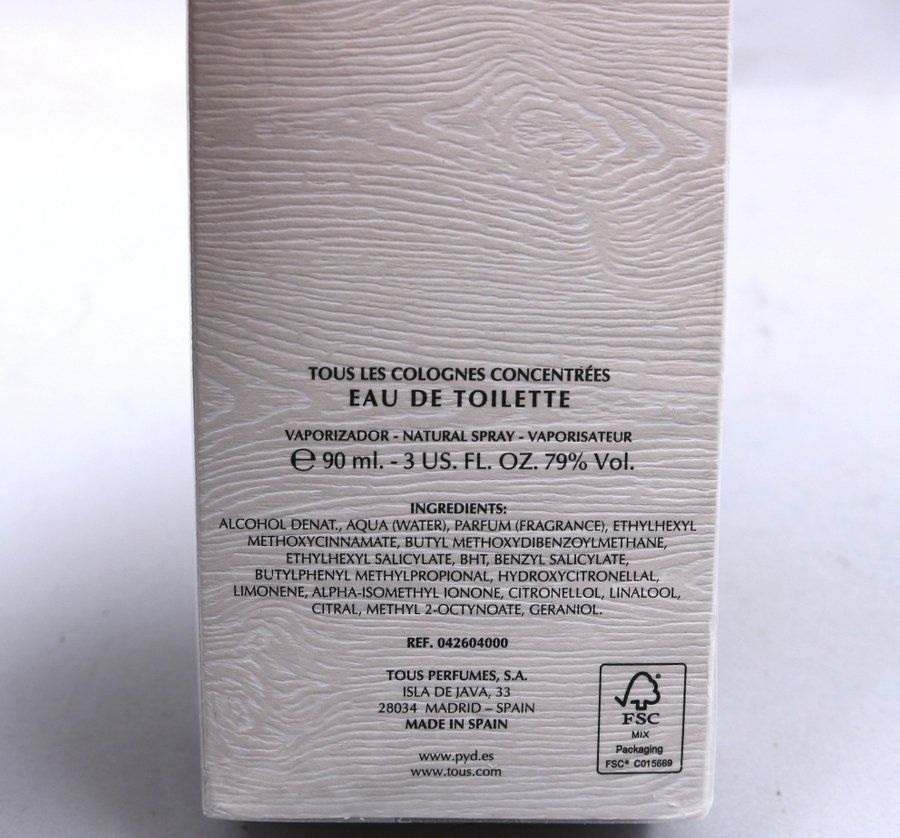 TOUS LES COLOGNES CONCENTRÉES
EAU DE TOILETTE
VAPORIZADOR - NATURAL SPRAY - VAPORISATEUR
℮ 90 ml. - 3 US. FL. OZ. 79% Vol.
INGREDIENTS:
ALCOHOL DENAT., AQUA (WATER), PARFUM (FRAGRANCE), ETHYLHEXYL
METHOXYCINNAMATE, BUTYL METHOXYDIBENZOYLMETHANE,
ETHYLHEXYL SALICYLATE, BHT, BENZYL SALICYLATE,
BUTYLPHENYL METHYLPROPIONAL, HYDROXYCITRONELLAL,
LIMONENE, ALPHA-ISOMETHYL IONONE, CITRONELLOL, LINALOOL,
CITRAL, METHYL 2-OCTYNOATE, GERANIOL.
REF. 042604000
TOUS PERFUMES, S.A.
ISLA DE JAVA, 33
28034 MADRID – SPAIN
MADE IN SPAIN
www.pyd.es
www.tous.com
FSC
MIX
Packaging
FSC® C015669